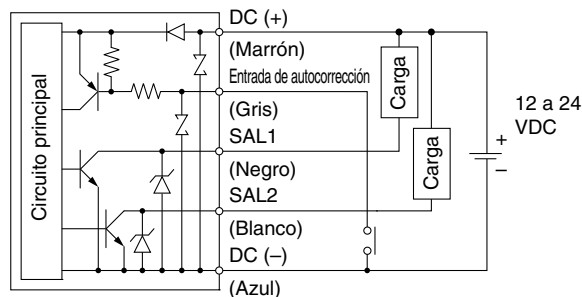 DC (+)
(Marrón)
Entrada de autocorrección
(Gris)
SAL1
(Negro)
SAL2
(Blanco)
DC (–)
(Azul)
Circuito principal
Carga
Carga
12 a 24
VDC
+
–